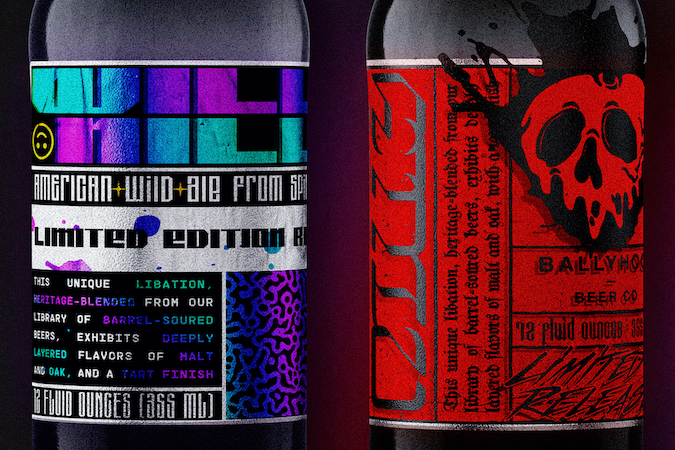 AMERICAN WILD ALE FROM
LIMITED EDITION
THIS UNIQUE LIBATION,
HERITAGE-BLENDED FROM OUR
LIBRARY OF BARREL-SOURED
BEERS, EXHIBITS DEEPLY
LAYERED FLAVORS OF MALT
AND OAK, AND A TART FINISH
12 FLUID OUNCES (355 ML)
This unique libation, heritage-blended from our
library of barrel-soured beers, exhibits
layered flavors of malt and oak, with a
BALLYHOO
BEER CO
12 fluid ounces
LIMITED
RELEASE